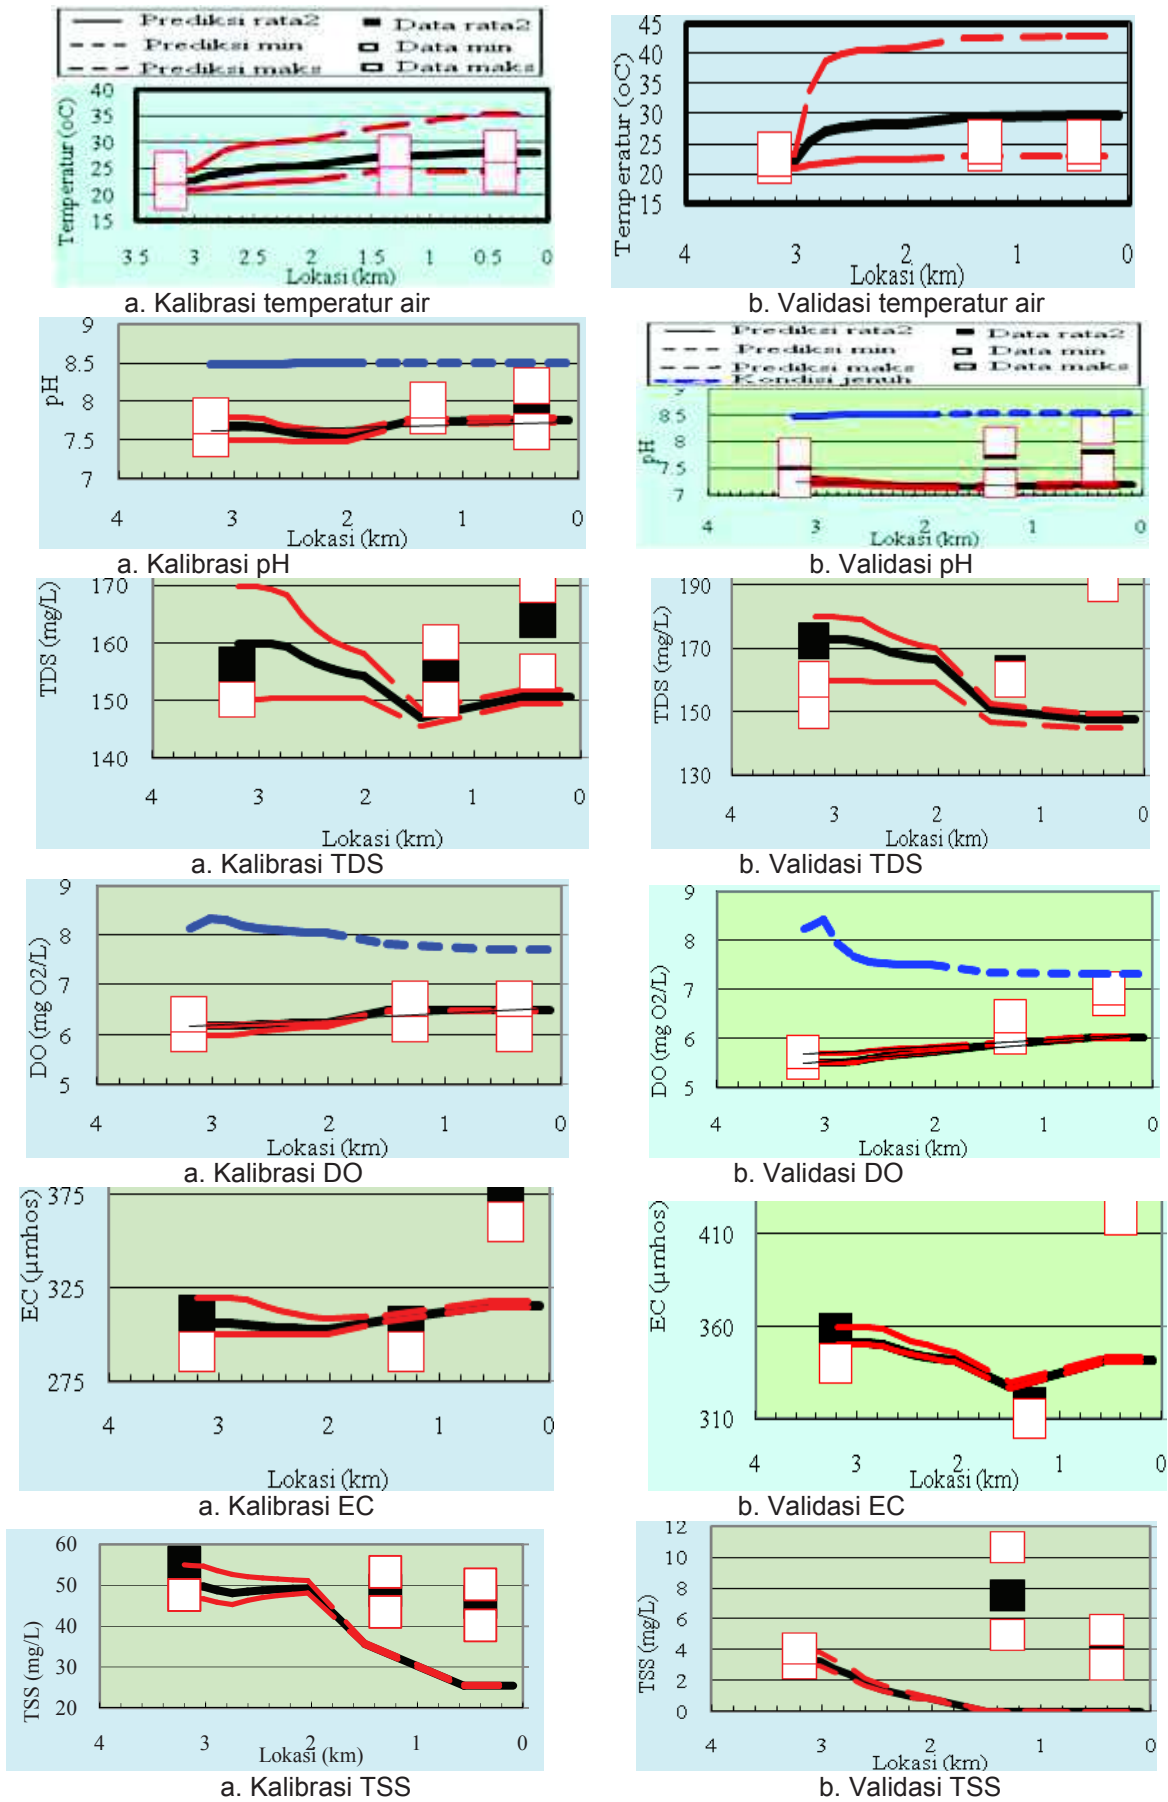 Prediksi rata2 Data rata2
Prediksi min Data min
Prediksi maks Data maks
Temperatur (oC)
40
35
30
25
20
15
3.5 3 2.5 2 1.5 1 0.5 0
Lokasi (km)
a. Kalibrasi temperatur air
Temperatur (oC)
45
40
35
30
25
20
15
4 3 2 1 0
Lokasi (km)
b. Validasi temperatur air
pH
9
8.5
8
7.5
7
4 3 2 1 0
Lokasi (km)
a. Kalibrasi pH
Prediksi rata2 Data rata2
Prediksi min Data min
Prediksi maks Data maks
Kondisi jenuh
pH
9
8.5
8
7.5
7
4 3 2 1 0
Lokasi (km)
b. Validasi pH
TDS (mg/L)
170
160
150
140
4 3 2 1 0
Lokasi (km)
a. Kalibrasi TDS
TDS (mg/L)
190
170
150
130
4 3 2 1 0
Lokasi (km)
b. Validasi TDS
DO (mg O2/L)
9
8
7
6
5
4 3 2 1 0
Lokasi (km)
a. Kalibrasi DO
DO (mg O2/L)
9
8
7
6
5
4 3 2 1 0
Lokasi (km)
b. Validasi DO
EC (µmhos)
375
325
275
4 3 2 1 0
Lokasi (km)
a. Kalibrasi EC
EC (µmhos)
410
360
310
4 3 2 1 0
Lokasi (km)
b. Validasi EC
TSS (mg/L)
60
50
40
30
20
4 3 2 1 0
Lokasi (km)
a. Kalibrasi TSS
TSS (mg/L)
12
10
8
6
4
2
0
4 3 2 1 0
Lokasi (km)
b. Validasi TSS